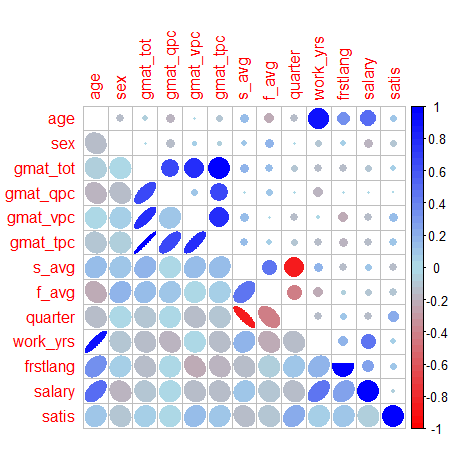 age
sex
gmat_tot
gmat_qpc
gmat_vpc
gmat_tpc
s_avg
f_avg
quarter
work_yrs
frstlang
salary
satis
age
sex
gmat_tot
gmat_qpc
gmat_vpc
gmat_tpc
s_avg
f_avg
quarter
work_yrs
frstlang
salary
satis
1
0.8
0.6
0.4
0.2
0
-0.2
-0.4
-0.6
-0.8
-1